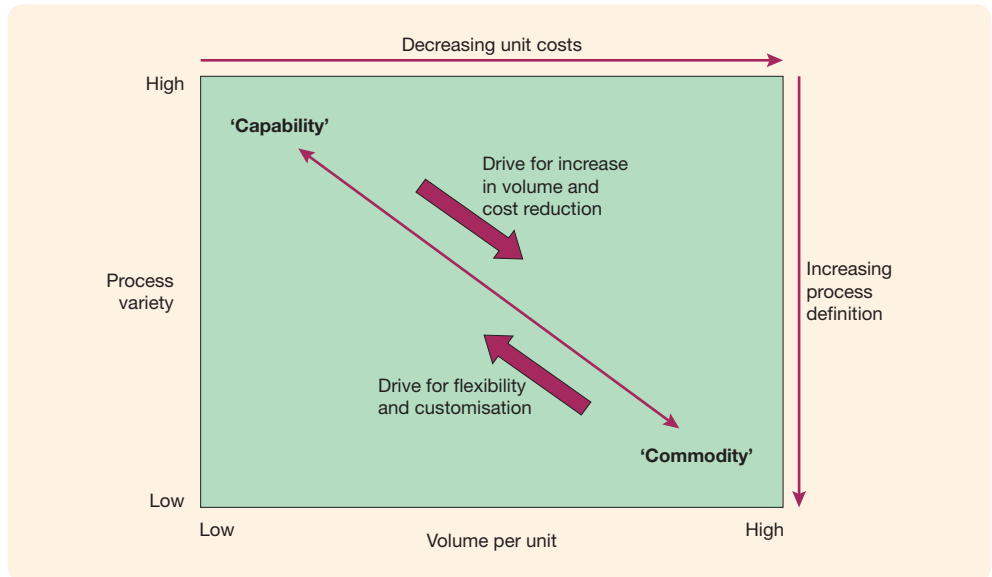 Decreasing unit costs
High
‘Capability’
Drive for increase
in volume and
cost reduction
Process
variety
Increasing
process
definition
Drive for flexibility
and customisation
‘Commodity’
Low
Low
High
Volume per unit